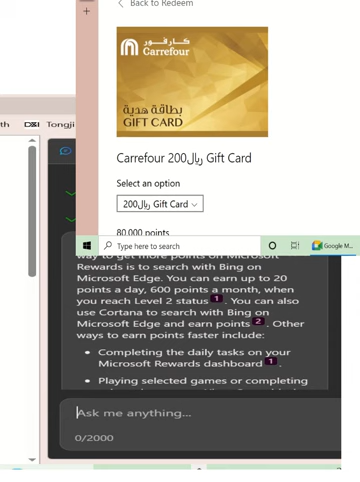 Back to Redeem
كارفور
Carrefour
بطاقة هدية
GIFT CARD
Carrefour 200ريال Gift Card
Select an option
200ريال Gift Card
80,000 points
th
Tongji
Type here to search
Google M...
way to get more points on Microsoft
Rewards is to search with Bing on
Microsoft Edge. You can earn up to 20
points a day, 600 points a month, when
you reach Level 2 status 1 . You can also
use Cortana to search with Bing on
Microsoft Edge and earn points 2 . Other
ways to earn points faster include:
• Completing the daily tasks on your
Microsoft Rewards dashboard 1 .
• Playing selected games or completing
Ask me anything...
0/2000